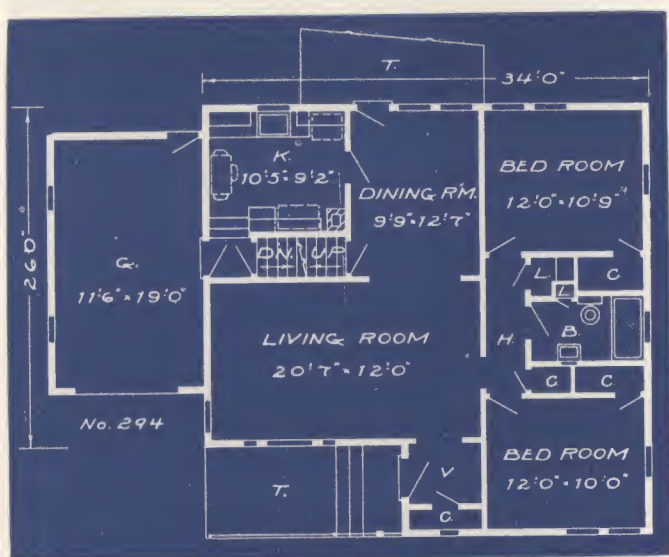 T.
34'0"
K.
10'5" × 9'2"
BED ROOM
12'0" × 10'9"
DINING RM.
9'9" × 12'7"
260"
DN. UP
G.
11'6" × 19'0"
L.
C.
L.
LIVING ROOM
20'7" × 12'0"
H.
B.
C.
C.
No. 294
BED ROOM
12'0" × 10'0"
V
T.
C.